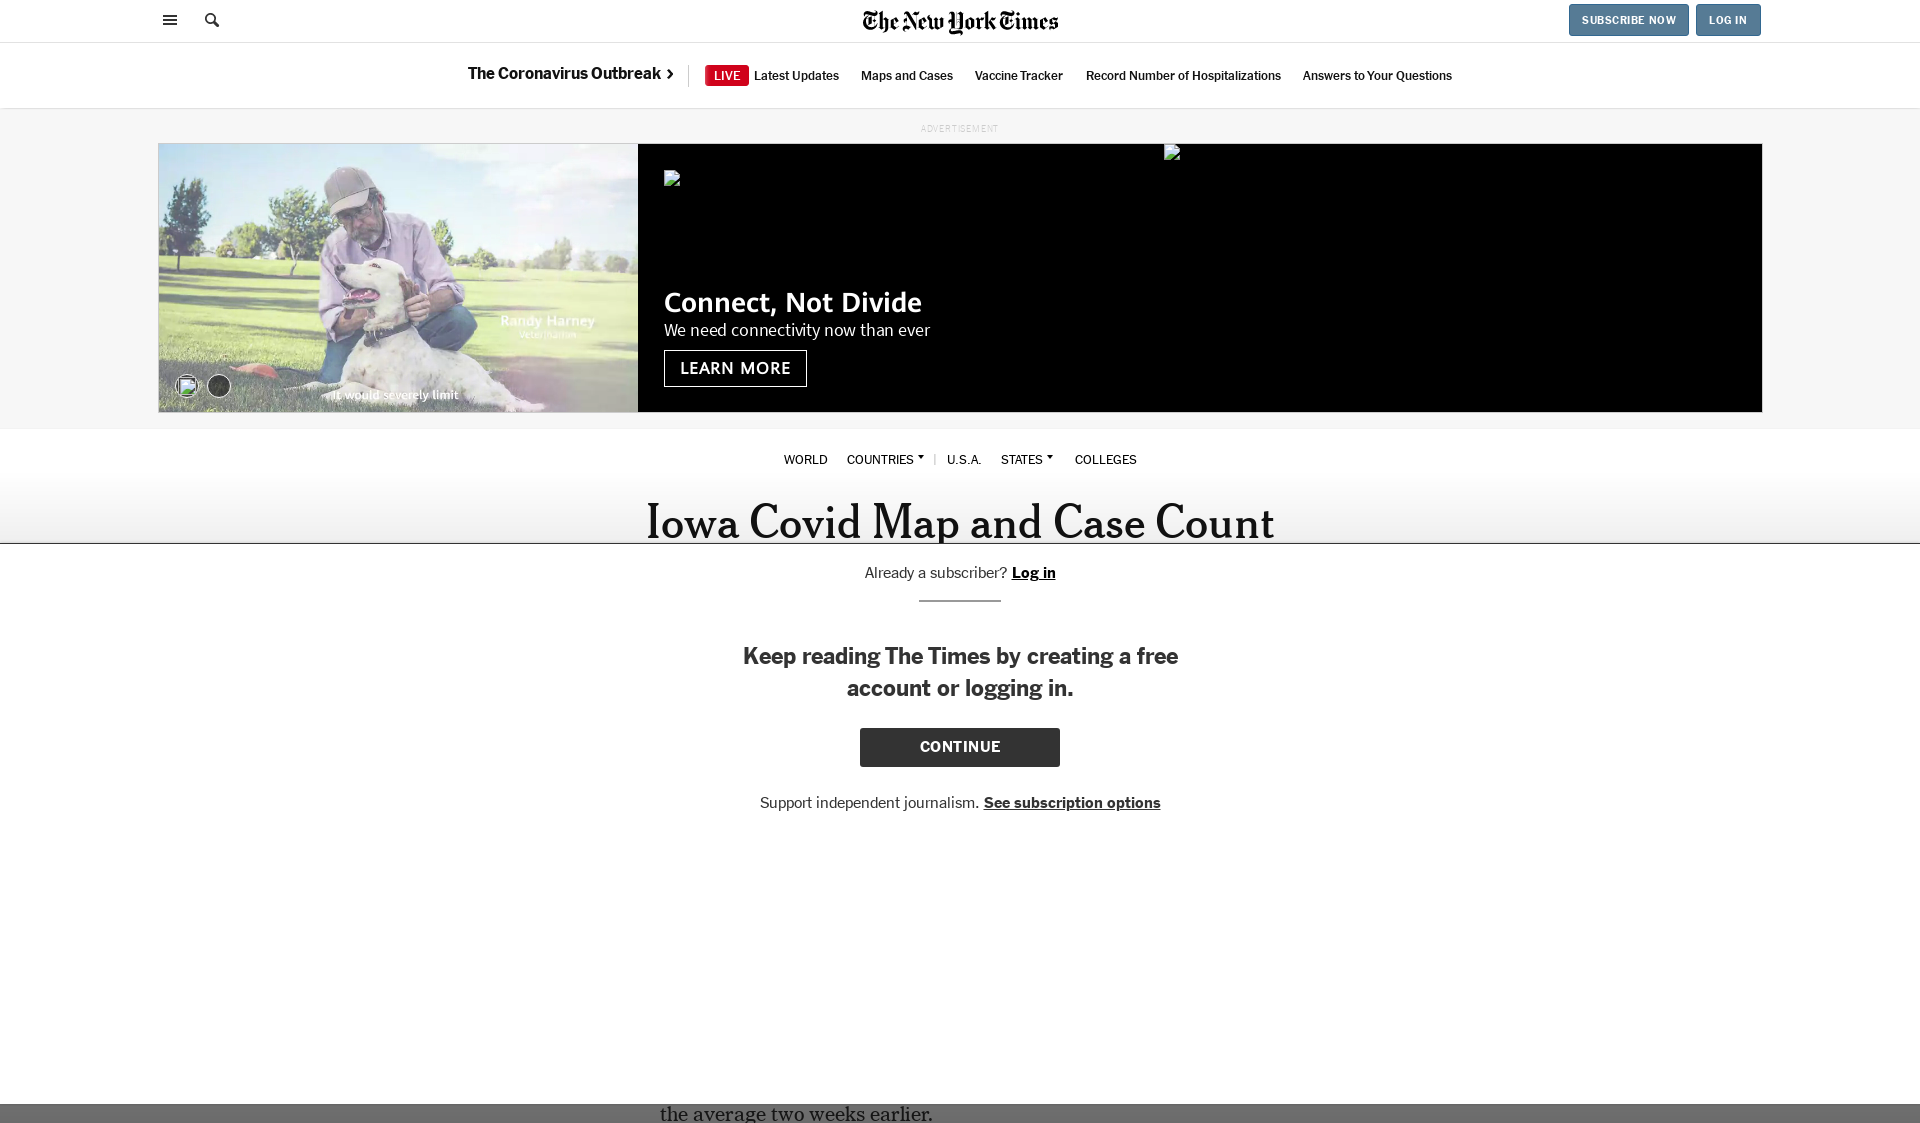 The New York Times
SUBSCRIBE NOW
LOG IN
The Coronavirus Outbreak
LIVE Latest Updates
Maps and Cases
Vaccine Tracker
Record Number of Hospitalizations
Answers to Your Questions
ADVERTISEMENT
Randy Harney
Veterinarian
It would severely limit
Connect, Not Divide
We need connectivity now than ever
LEARN MORE
WORLD
COUNTRIES
U.S.A.
STATES
COLLEGES
Iowa Covid Map and Case Count
Already a subscriber? Log in
Keep reading The Times by creating a free
account or logging in.
CONTINUE
Support independent journalism. See subscription options
the average two weeks earlier.